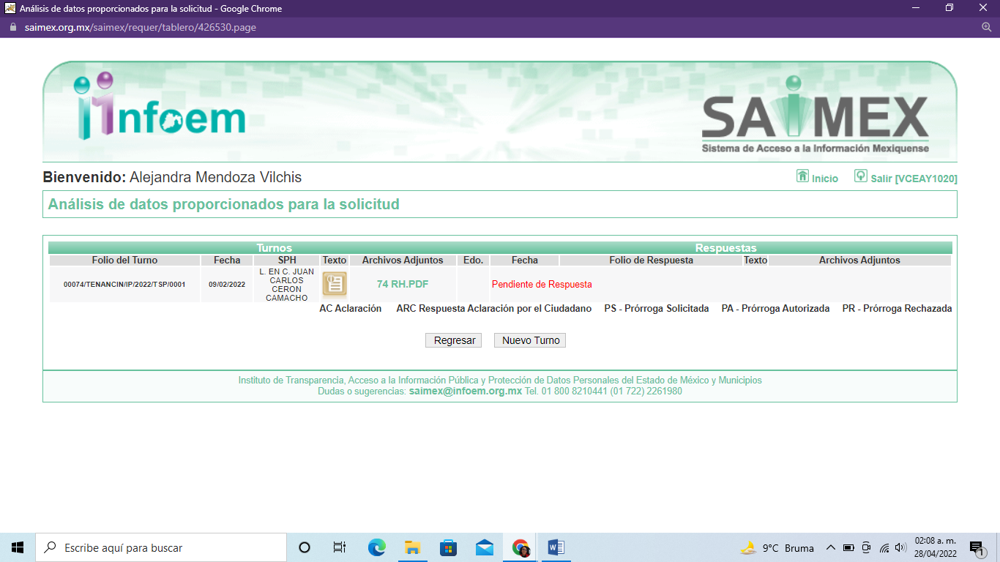 Análisis de datos proporcionados para la solicitud - Google Chrome
saimex.org.mx/saimex/requer/tablero/426530.page
infoem
SAIMEX
Sistema de Acceso a la Información Mexiquense
Bienvenido: Alejandra Mendoza Vilchis
Inicio Salir [VCEAY1020]
Análisis de datos proporcionados para la solicitud
Turnos Respuestas
Folio del Turno Fecha SPH Texto Archivos Adjuntos Edo. Fecha Folio de Respuesta Texto Archivos Adjuntos
00074/TENANCIN/IP/2022/TSP/0001 09/02/2022 L. EN C. JUAN
CARLOS
CERON
CAMACHO
74 RH.PDF Pendiente de Respuesta
AC Aclaración ARC Respuesta Aclaración por el Ciudadano PS - Prórroga Solicitada PA - Prórroga Autorizada PR - Prórroga Rechazada
Regresar Nuevo Turno
Instituto de Transparencia, Acceso a la Información Pública y Protección de Datos Personales del Estado de México y Municipios
Dudas o sugerencias: saimex@infoem.org.mx Tel. 01 800 8210441 (01 722) 2261980
Escribe aquí para buscar
9°C Bruma
02:08 a. m.
28/04/2022
1